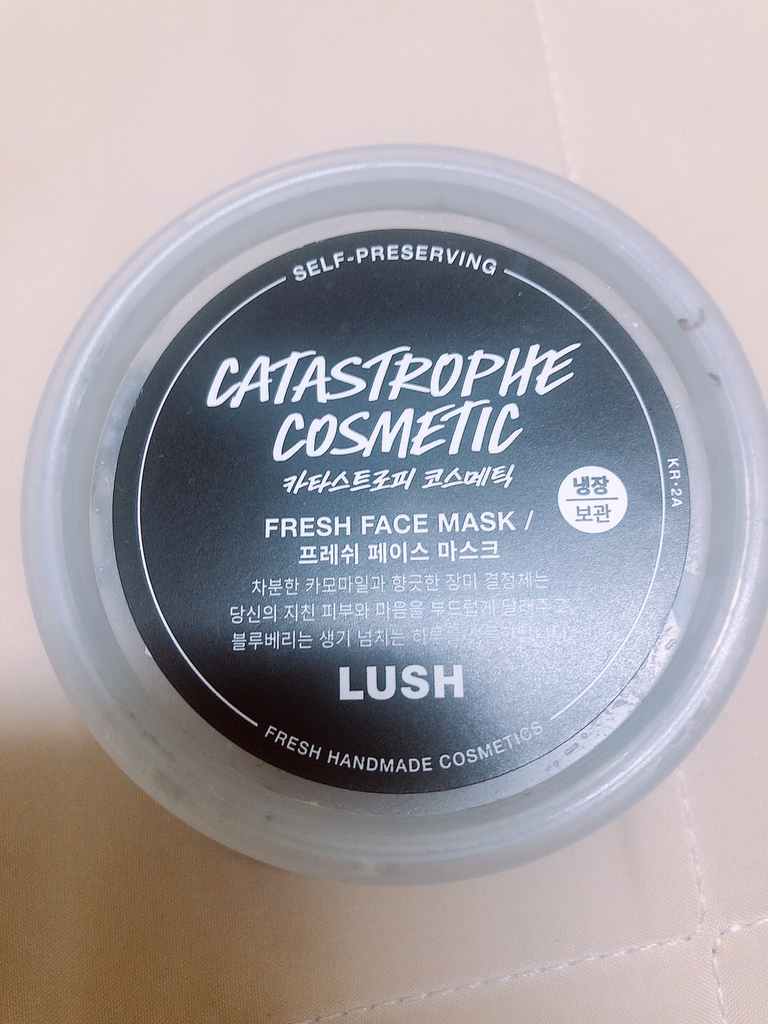 SELF-PRESERVING
CATASTROPHE
COSMETIC
카타스트로피 코스메틱
냉장
보관
KR·2A
FRESH FACE MASK /
프레쉬 페이스 마스크
차분한 카모마일과 향긋한 장미 결정체는
당신의 지친 피부와 마음을 부드럽게 달래주고,
블루베리는 생기 넘치는 하루를
LUSH
FRESH HANDMADE COSMETICS